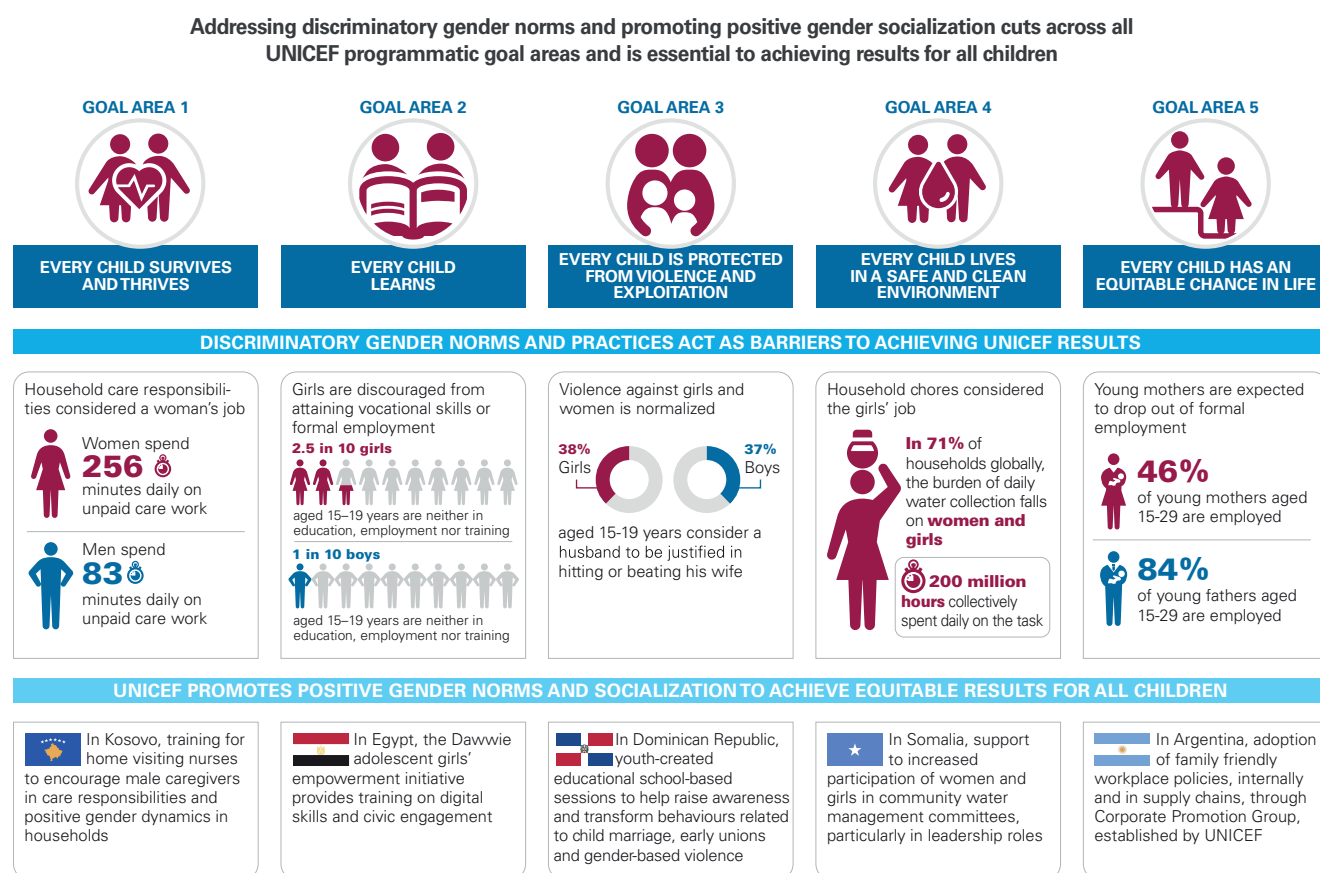 Addressing discriminatory gender norms and promoting positive gender socialization cuts across all
UNICEF programmatic goal areas and is essential to achieving results for all children
GOAL AREA 1
EVERY CHILD SURVIVES
AND THRIVES
GOAL AREA 2
EVERY CHILD
LEARNS
GOAL AREA 3
EVERY CHILD IS PROTECTED
FROM VIOLENCE AND
EXPLOITATION
GOAL AREA 4
EVERY CHILD LIVES
IN A SAFE AND CLEAN
ENVIRONMENT
GOAL AREA 5
EVERY CHILD HAS AN
EQUITABLE CHANCE IN LIFE
DISCRIMINATORY GENDER NORMS AND PRACTICES ACT AS BARRIERS TO ACHIEVING UNICEF RESULTS
Household care responsibili-
ties considered a woman's job
Women spend
256
minutes daily on
unpaid care work
Men spend
83
minutes daily on
unpaid care work
Girls are discouraged from
attaining vocational skills or
formal employment
2.5 in 10 girls
aged 15–19 years are neither in
education, employment nor training
1 in 10 boys
aged 15–19 years are neither in
education, employment nor training
Violence against girls and
women is normalized
38%
Girls
37%
Boys
aged 15-19 years consider a
husband to be justified in
hitting or beating his wife
Household chores considered
the girls' job
In 71% of
households globally,
the burden of daily
water collection falls
on women and
girls
200 million
hours collectively
spent daily on the task
Young mothers are expected
to drop out of formal
employment
46%
of young mothers aged
15-29 are employed
84%
of young fathers aged
15-29 are employed
UNICEF PROMOTES POSITIVE GENDER NORMS AND SOCIALIZATION TO ACHIEVE EQUITABLE RESULTS FOR ALL CHILDREN
In Kosovo, training for
home visiting nurses
to encourage male caregivers
in care responsibilities and
positive gender dynamics in
households
In Egypt, the Dawwie
adolescent girls'
empowerment initiative
provides training on digital
skills and civic engagement
In Dominican Republic,
youth-created
educational school-based
sessions to help raise awareness
and transform behaviours related
to child marriage, early unions
and gender-based violence
In Somalia, support
to increased
participation of women and
girls in community water
management committees,
particularly in leadership roles
In Argentina, adoption
of family friendly
workplace policies, internally
and in supply chains, through
Corporate Promotion Group,
established by UNICEF